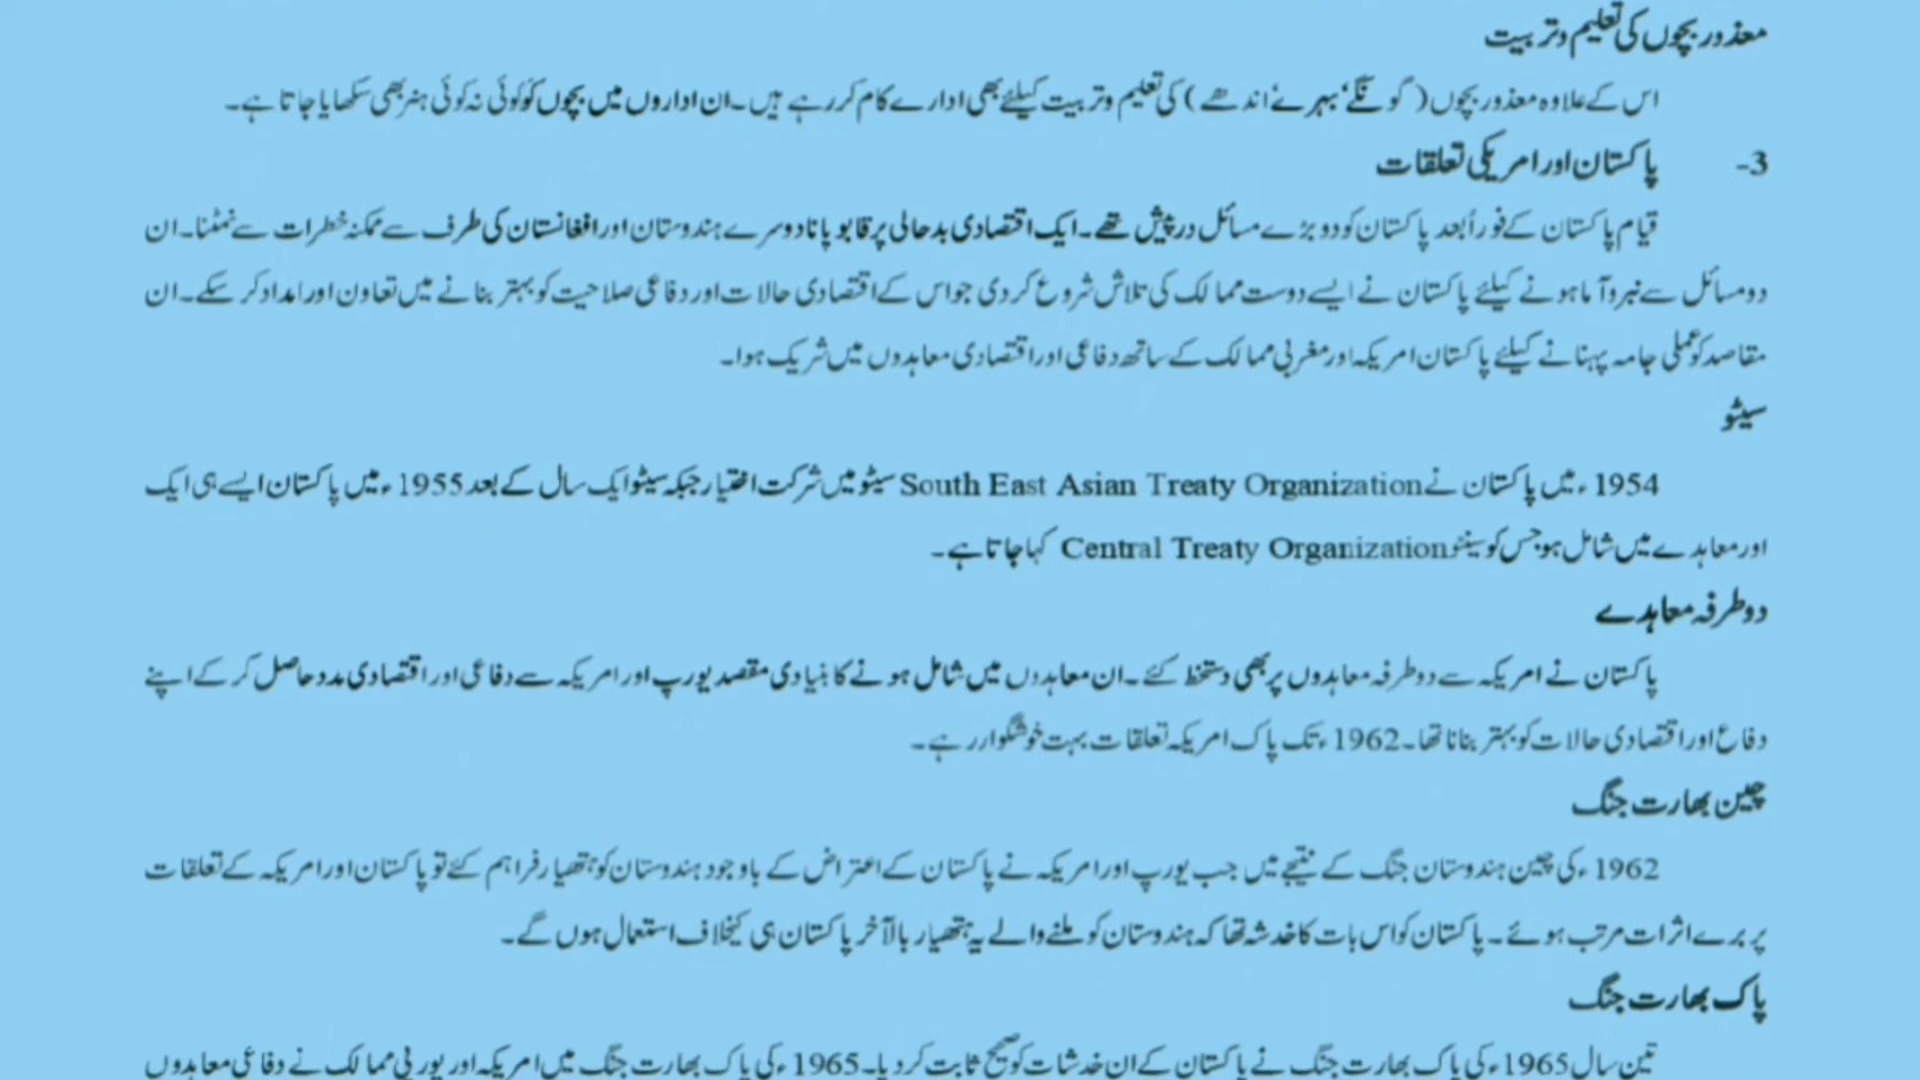 معذور بچوں کی تعلیم و تربیت
اس کے علاوہ معذور بچوں (گونگے، بہرے، اندھے) کی تعلیم و تربیت کیلئے بھی ادارے کام کر رہے ہیں۔ ان اداروں میں بچوں کو کوئی نہ کوئی ہنر بھی سکھایا جاتا ہے۔
3- پاکستان اور امریکی تعلقات
قیام پاکستان کے فوراً بعد پاکستان کو دو بڑے مسائل درپیش تھے۔ ایک اقتصادی بدحالی پر قابو پانا دوسرے ہندوستان اور افغانستان کی طرف سے ممکنہ خطرات سے نمٹنا۔ ان
دو مسائل سے نبرد آما ہونے کیلئے پاکستان نے ایسے دوست ممالک کی تلاش شروع کر دی جو اس کے اقتصادی حالات اور دفاعی صلاحیت کو بہتر بنانے میں تعاون اور امداد کر سکے۔ ان
مقاصد کو عملی جامہ پہنانے کیلئے پاکستان امریکہ اور مغربی ممالک کے ساتھ دفاعی اور اقتصادی معاہدوں میں شریک ہوا۔
سیٹو
1954ء میں پاکستان نے South East Asian Treaty Organization سیٹو میں شرکت اختیار جبکہ سیٹو ایک سال کے بعد 1955ء میں پاکستان ایسے ہی ایک
اور معاہدے میں شامل ہو جس کو سینٹو Central Treaty Organization کہا جاتا ہے۔
دو طرفہ معاہدے
پاکستان نے امریکہ سے دو طرفہ معاہدوں پر بھی دستخط کئے۔ ان معاہدوں میں شامل ہونے کا بنیادی مقصد یورپ اور امریکہ سے دفاعی اور اقتصادی مدد حاصل کر کے اپنے
دفاع اور اقتصادی حالات کو بہتر بنانا تھا۔ 1962ء تک پاک امریکہ تعلقات بہت خوشگوار رہے۔
چین بھارت جنگ
1962ء کی چین ہندوستان جنگ کے نتیجے میں جب یورپ اور امریکہ نے پاکستان کے اعتراض کے باوجود ہندوستان کو ہتھیار فراہم کئے تو پاکستان اور امریکہ کے تعلقات
پر برے اثرات مرتب ہوئے۔ پاکستان کو اس بات کا خدشہ تھا کہ ہندوستان کو ملنے والے یہ ہتھیار بالآخر پاکستان ہی کیخلاف استعمال ہوں گے۔
پاک بھارت جنگ
تین سال 1965ء کی پاک بھارت جنگ نے پاکستان کے ان خدشات کو صحیح ثابت کر دیا۔ 1965ء کی پاک بھارت جنگ میں امریکہ اور یورپی ممالک نے دفاعی معاہدوں